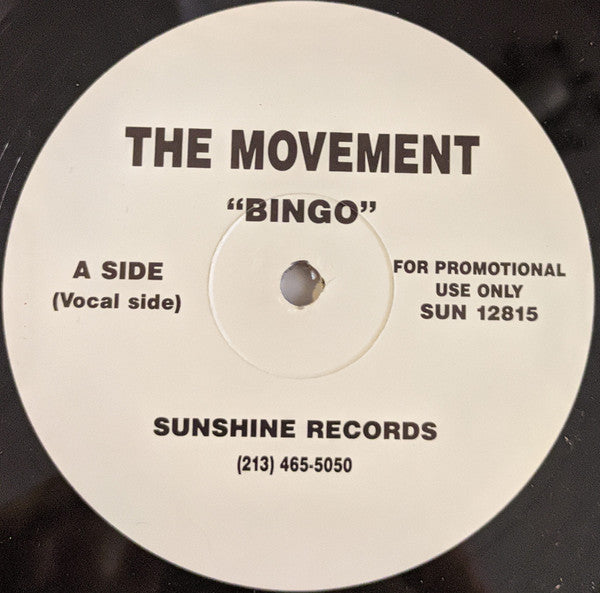 THE MOVEMENT
“BINGO”
A SIDE
(Vocal side)
FOR PROMOTIONAL
USE ONLY
SUN 12815
SUNSHINE RECORDS
(213) 465-5050